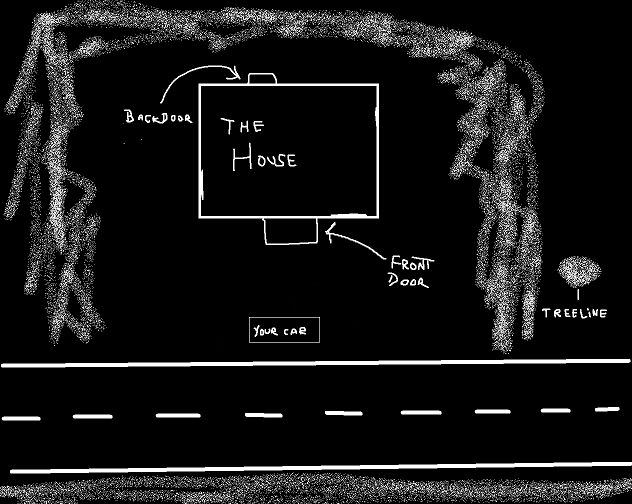 BACKDOOR
THE
HOUSE
FRONT
DOOR
TREELINE
YOUR CAR